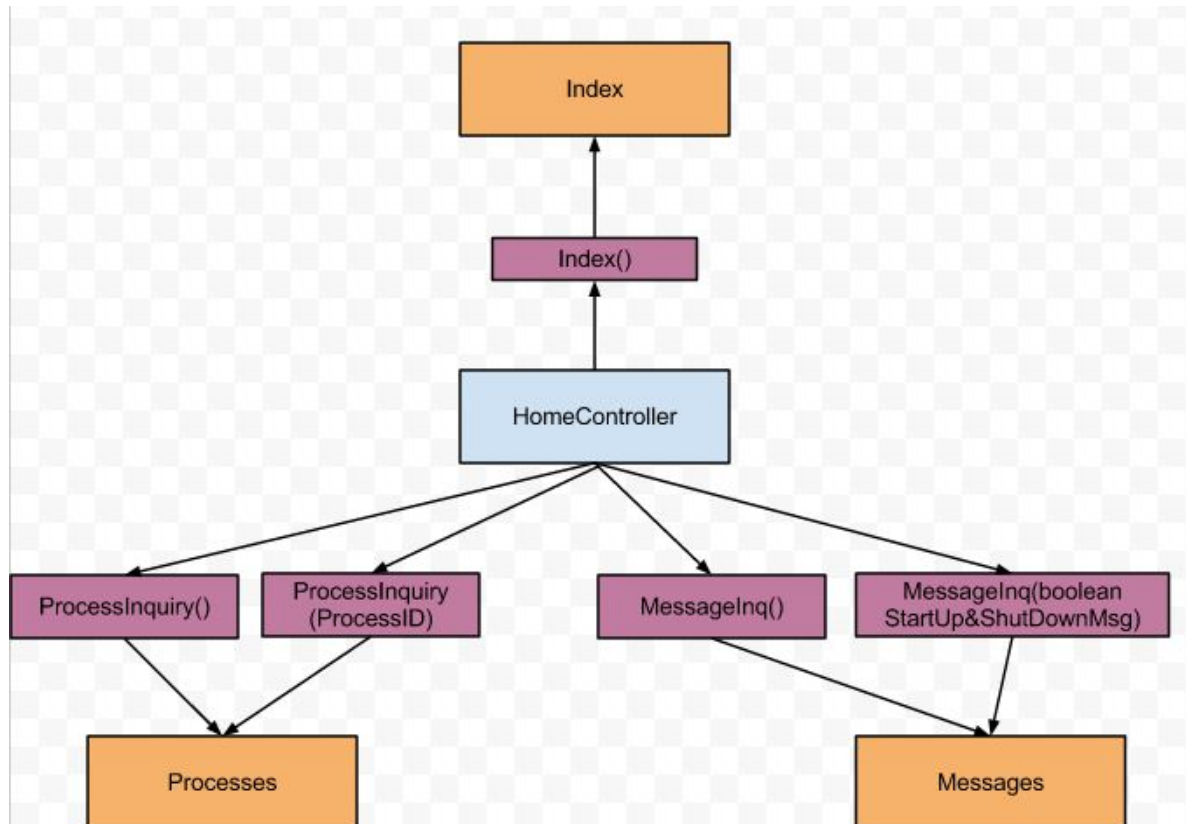 Index
Index()
HomeController
ProcessInquiry()
ProcessInquiry
(ProcessID)
MessageInq()
MessageInq(boolean
StartUp&ShutDownMsg)
Processes
Messages